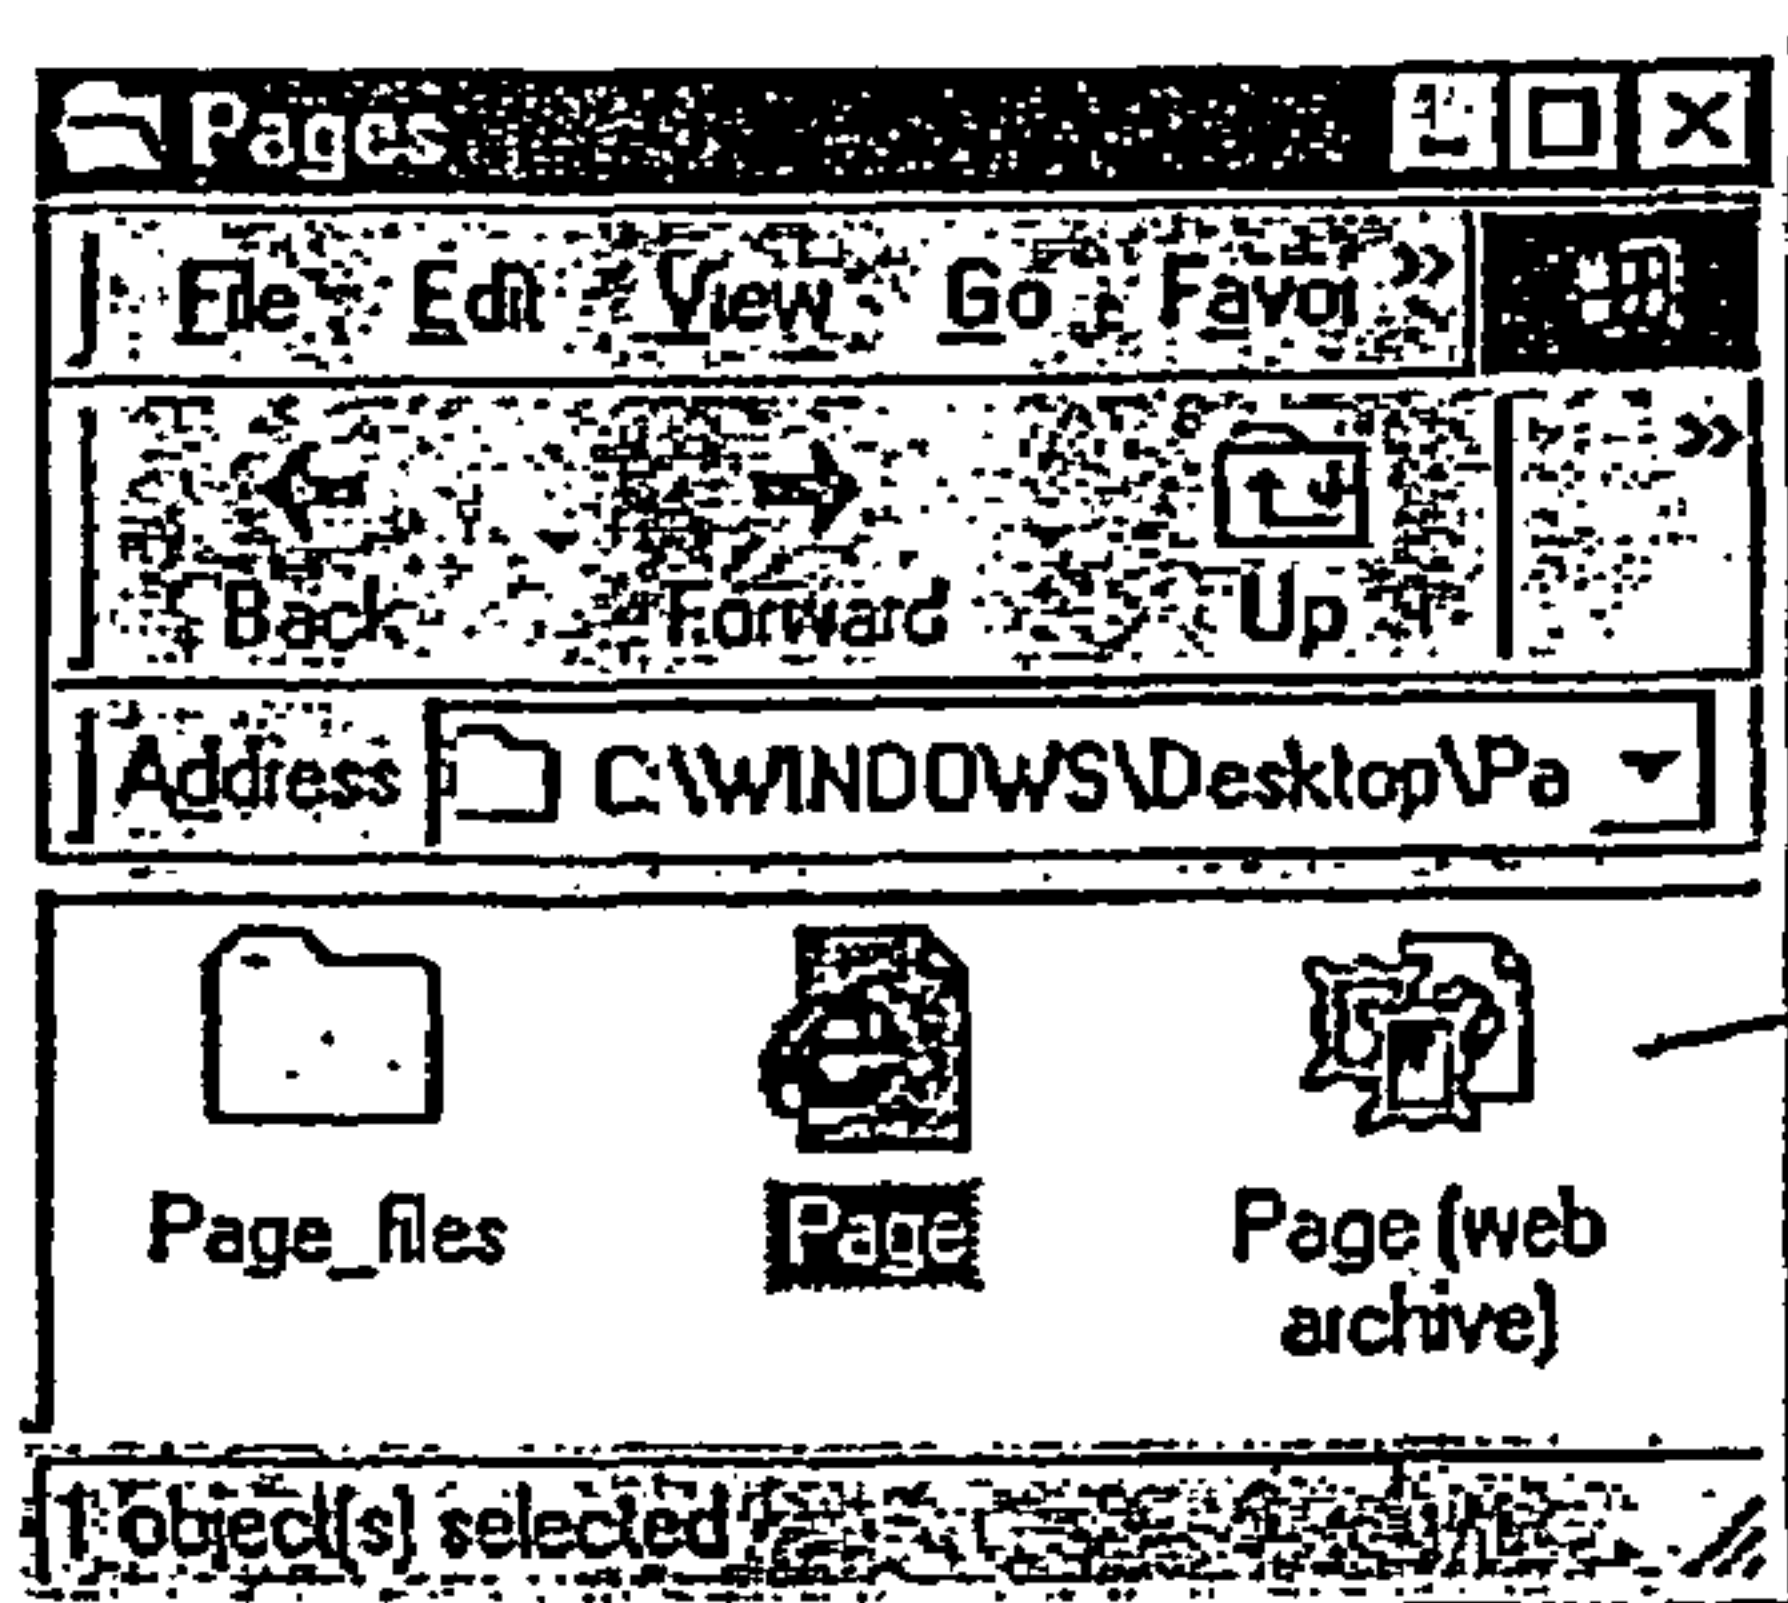 Pages
File Edit View Go Favor »
Back Forward Up »
Address C:\WINDOWS\Desktop\Pa
Page_files Page Page (web
archive)
1 object(s) selected